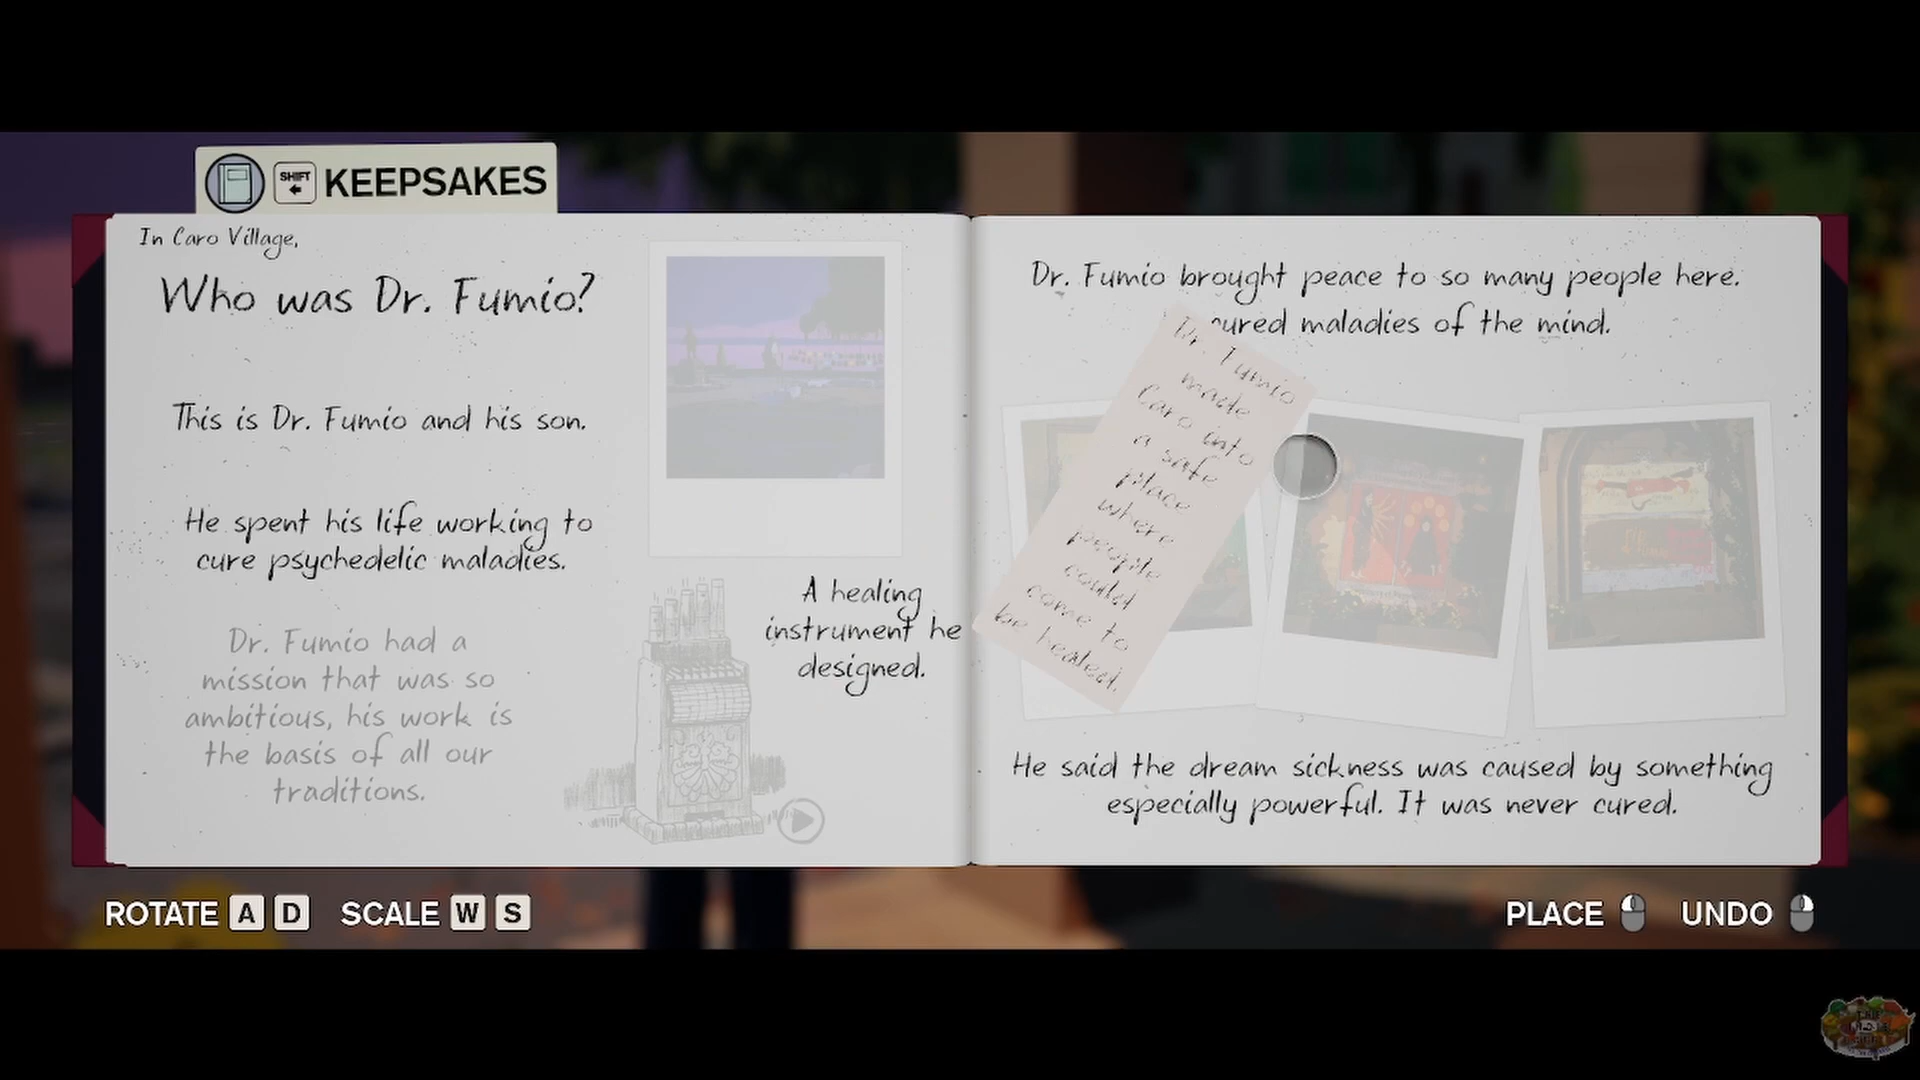 SHIFT
KEEPSAKES
In Caro Village,
Who was Dr. Fumio?
This is Dr. Fumio and his son.
He spent his life working to
cure psychedelic maladies.
Dr. Fumio had a
mission that was so
ambitious, his work is
the basis of all our
traditions.
A healing
instrument he
designed.
Dr. Fumio brought peace to so many people here.
cured maladies of the mind.
Dr. Fumio
made
Caro into
a safe
place
where
people
could
come to
be healed.
He said the dream sickness was caused by something
especially powerful. It was never cured.
ROTATE A D SCALE W S
PLACE UNDO